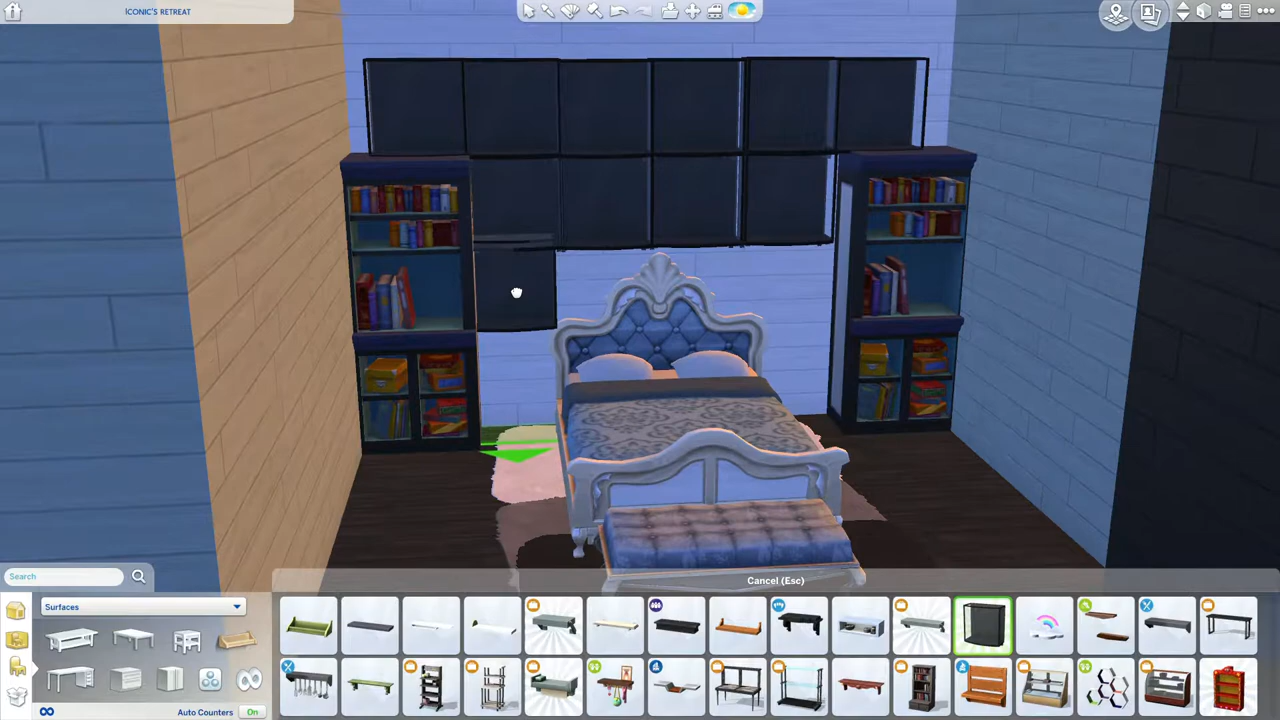 ICONIC'S RETREAT
Cancel (Esc)
Search
Surfaces
Auto Counters
On